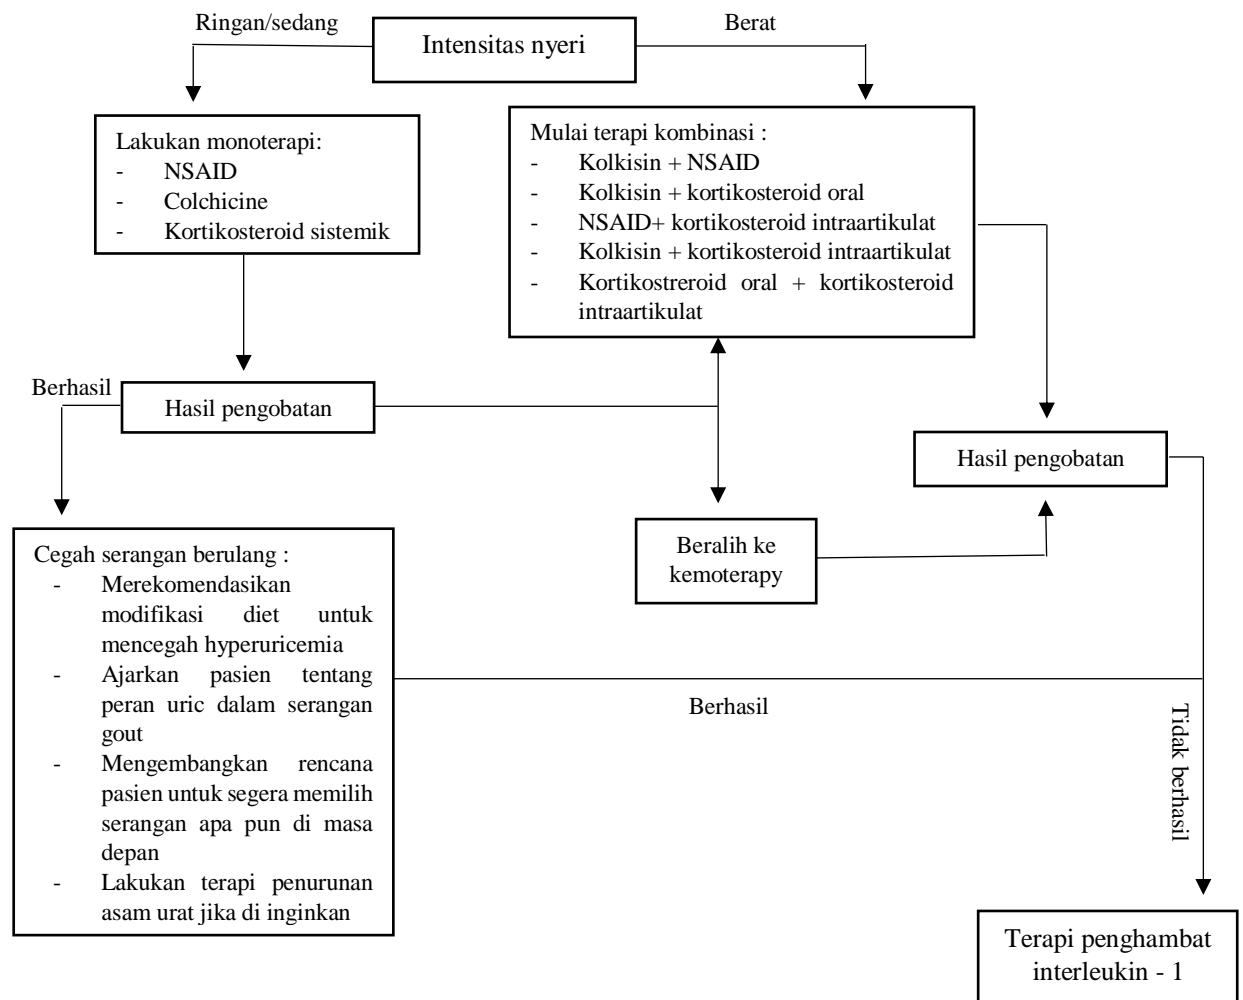 Ringan/sedang
Intensitas nyeri
Berat
Lakukan monoterapi:
- NSAID
- Colchicine
- Kortikosteroid sistemik
Mulai terapi kombinasi :
- Kolkisin + NSAID
- Kolkisin + kortikosteroid oral
- NSAID+ kortikosteroid intraartikulat
- Kolkisin + kortikosteroid intraartikulat
- Kortikostreroid oral + kortikosteroid
intraartikulat
Berhasil
Hasil pengobatan
Hasil pengobatan
Beralih ke
kemoterapy
Cegah serangan berulang :
- Merekomendasikan
modifikasi diet untuk
mencegah hyperuricemia
- Ajarkan pasien tentang
peran uric dalam serangan
gout
- Mengembangkan rencana
pasien untuk segera memilih
serangan apa pun di masa
depan
- Lakukan terapi penurunan
asam urat jika di inginkan
Berhasil
Tidak berhasil
Terapi penghambat
interleukin - 1